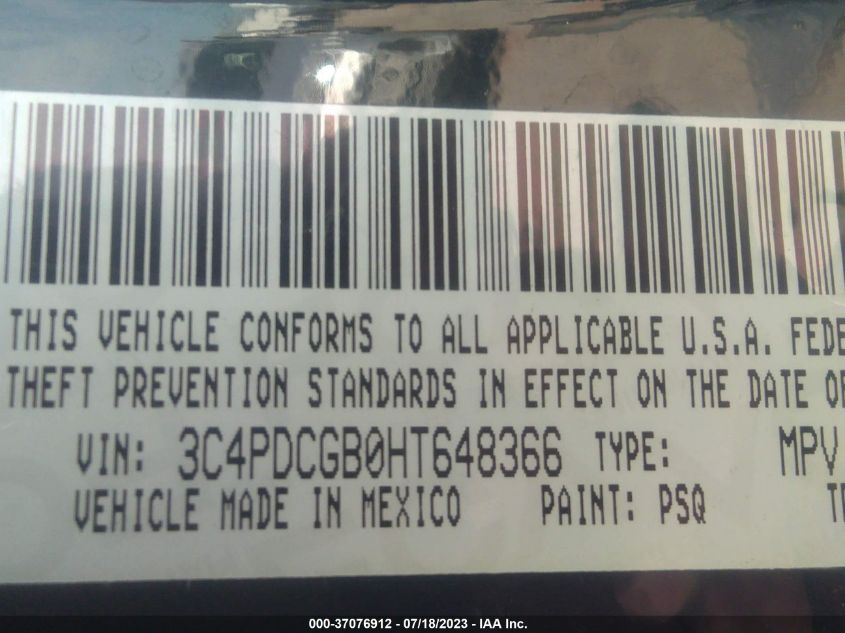 THIS VEHICLE CONFORMS TO ALL APPLICABLE U.S.A. FEDE
THEFT PREVENTION STANDARDS IN EFFECT ON THE DATE OF
VIN: 3C4PDCGB0HT648366 TYPE: MPV
VEHICLE MADE IN MEXICO PAINT: PSQ
000-37076912 - 07/18/2023 - IAA Inc.